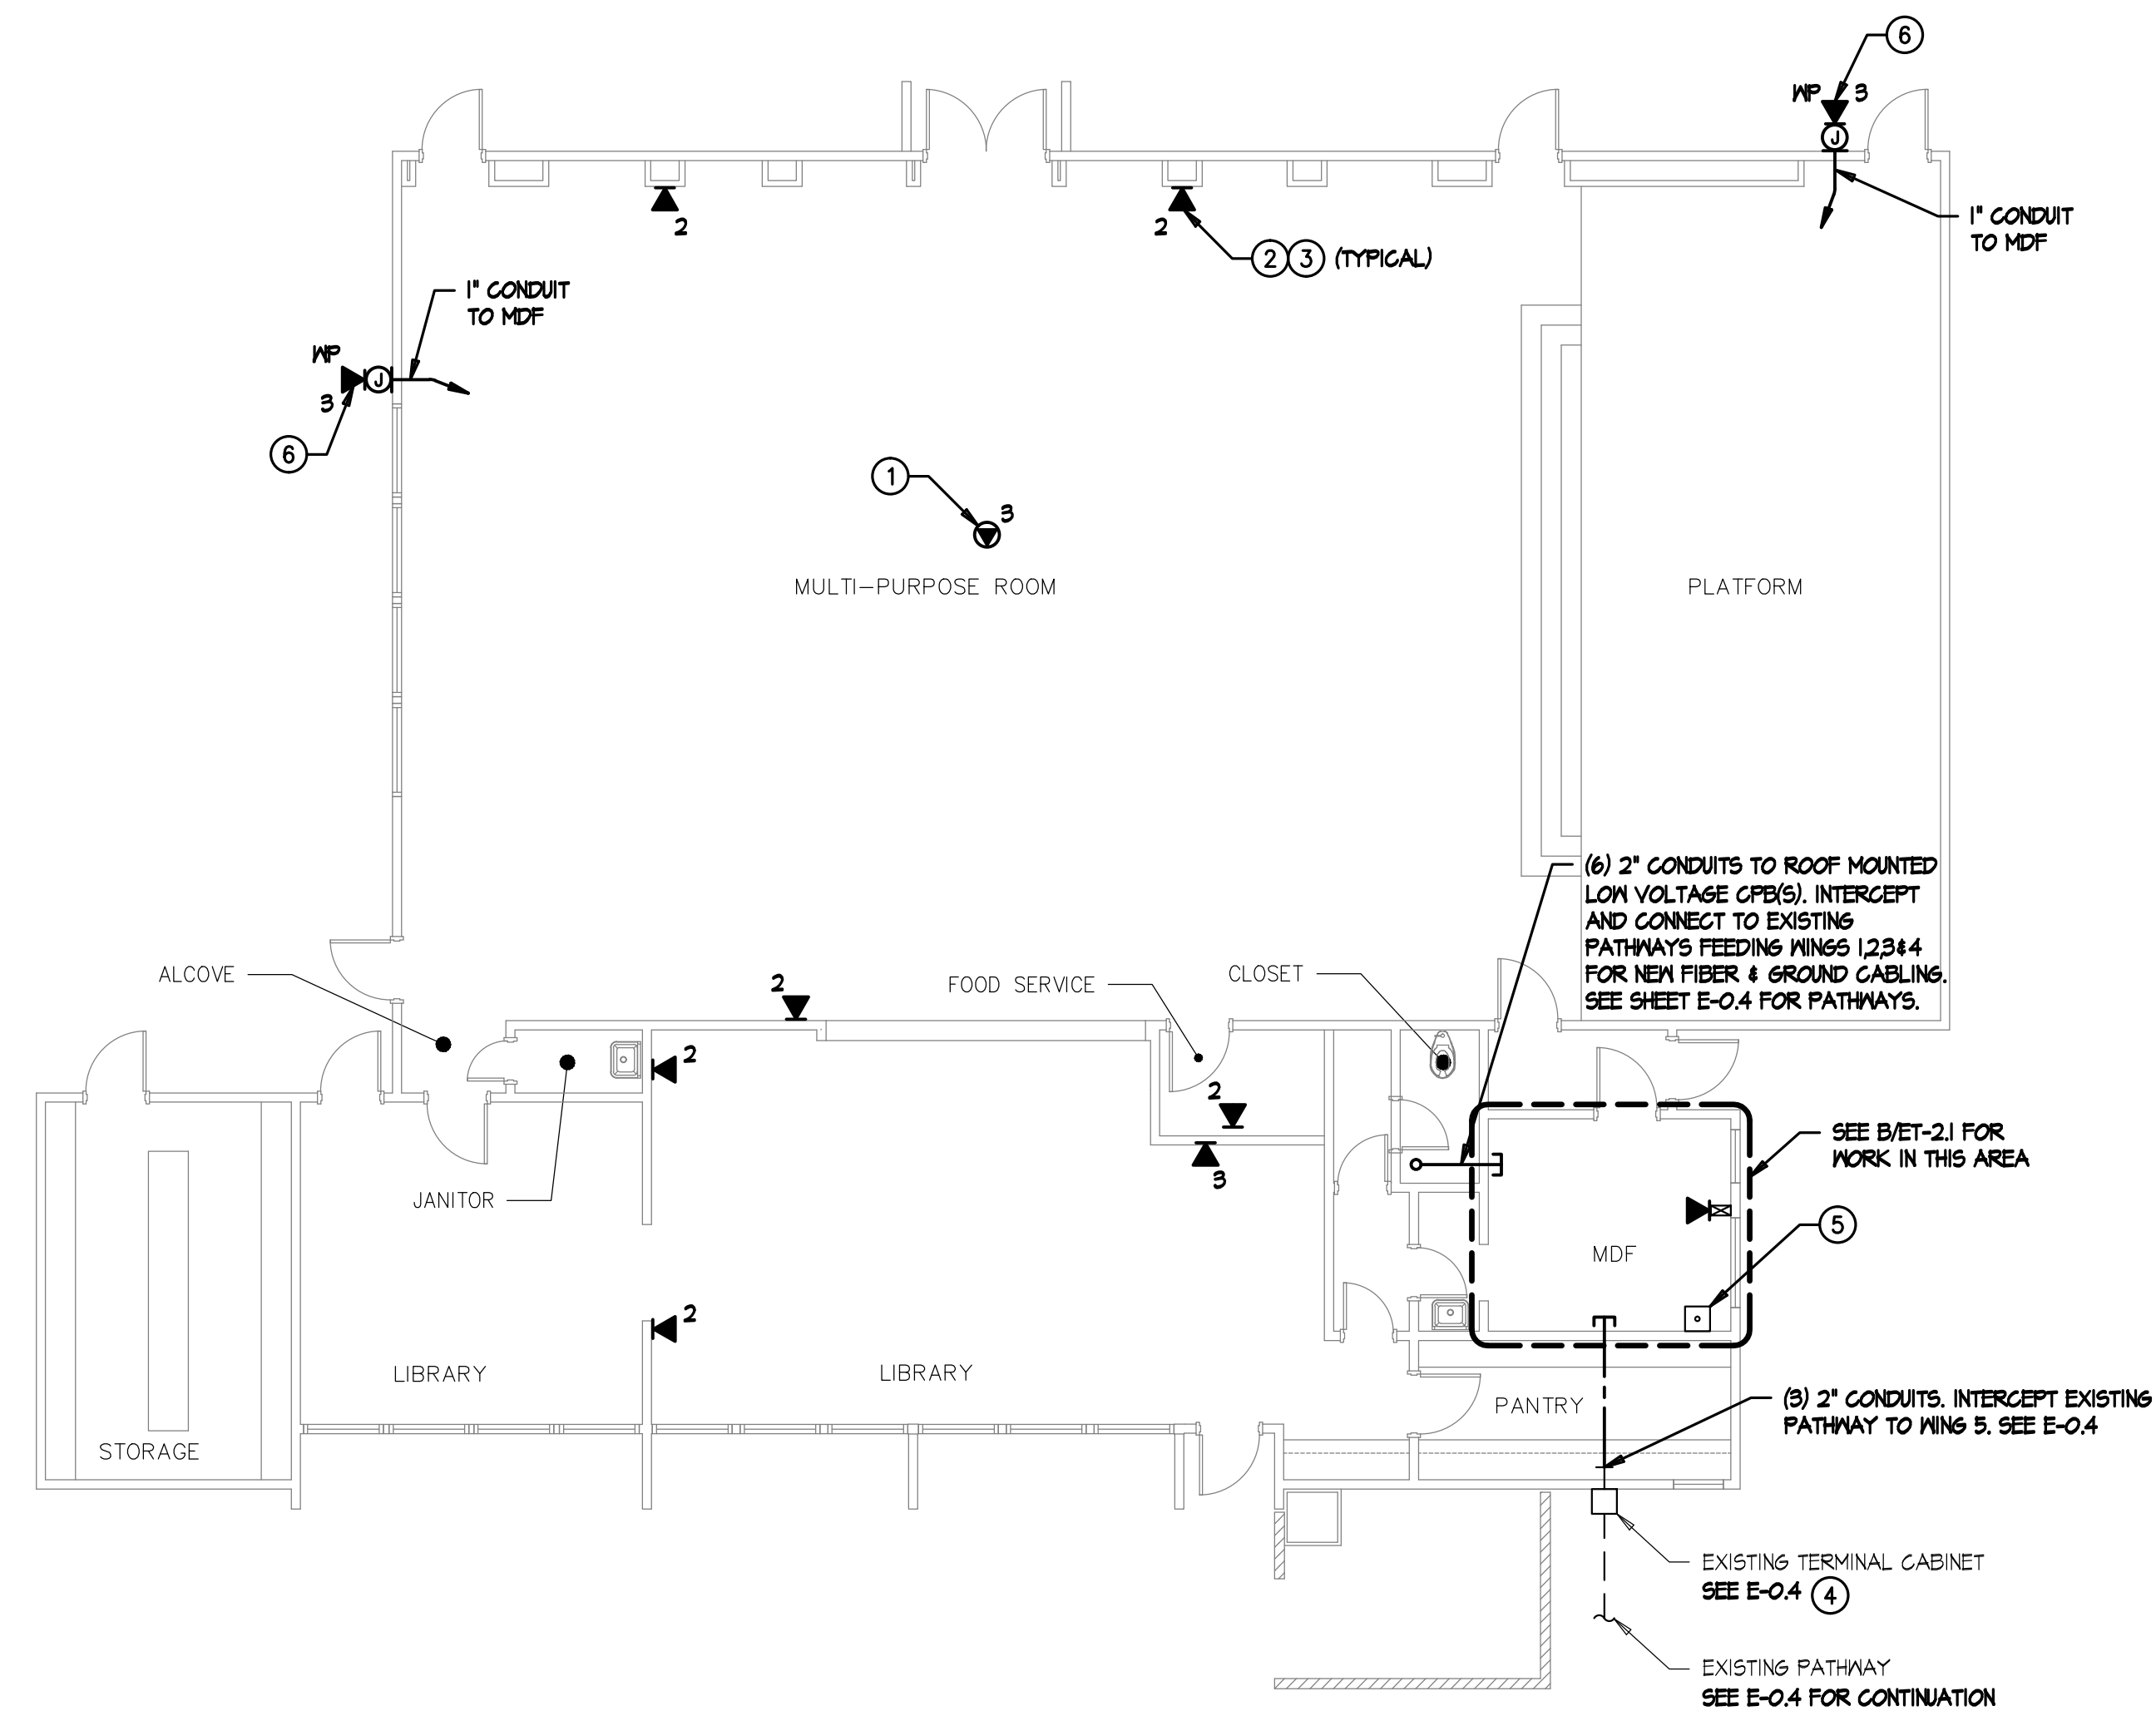 6
WP 3
J
1" CONDUIT
TO MDF
2
2
2 3 (TYPICAL)
1" CONDUIT
TO MDF
WP
J
3
6
1
3
MULTI-PURPOSE ROOM
PLATFORM
(6) 2" CONDUITS TO ROOF MOUNTED
LOW VOLTAGE CPB(S). INTERCEPT
AND CONNECT TO EXISTING
PATHWAYS FEEDING WINGS 1,2,3&4
FOR NEW FIBER & GROUND CABLING.
SEE SHEET E-0.4 FOR PATHWAYS.
ALCOVE
2
FOOD SERVICE
CLOSET
2
2
3
JANITOR
SEE B/ET-2.1 FOR
WORK IN THIS AREA
5
MDF
2
LIBRARY
LIBRARY
PANTRY
(3) 2" CONDUITS. INTERCEPT EXISTING
PATHWAY TO WING 5. SEE E-0.4
STORAGE
EXISTING TERMINAL CABINET
SEE E-0.4 4
EXISTING PATHWAY
SEE E-0.4 FOR CONTINUATION